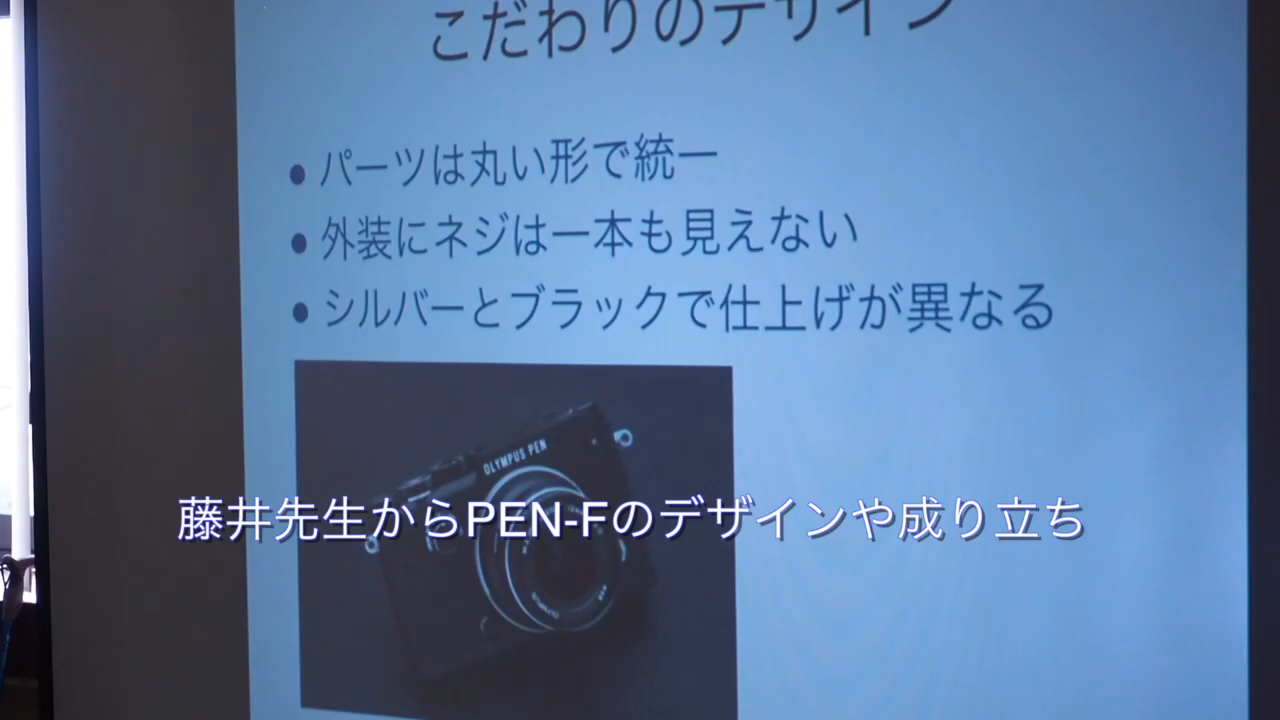 こだわりのデザイン
● パーツは丸い形で統一
● 外装にネジは一本も見えない
● シルバーとブラックで仕上げが異なる
OLYMPUS PEN
藤井先生からPEN-Fのデザインや成り立ち